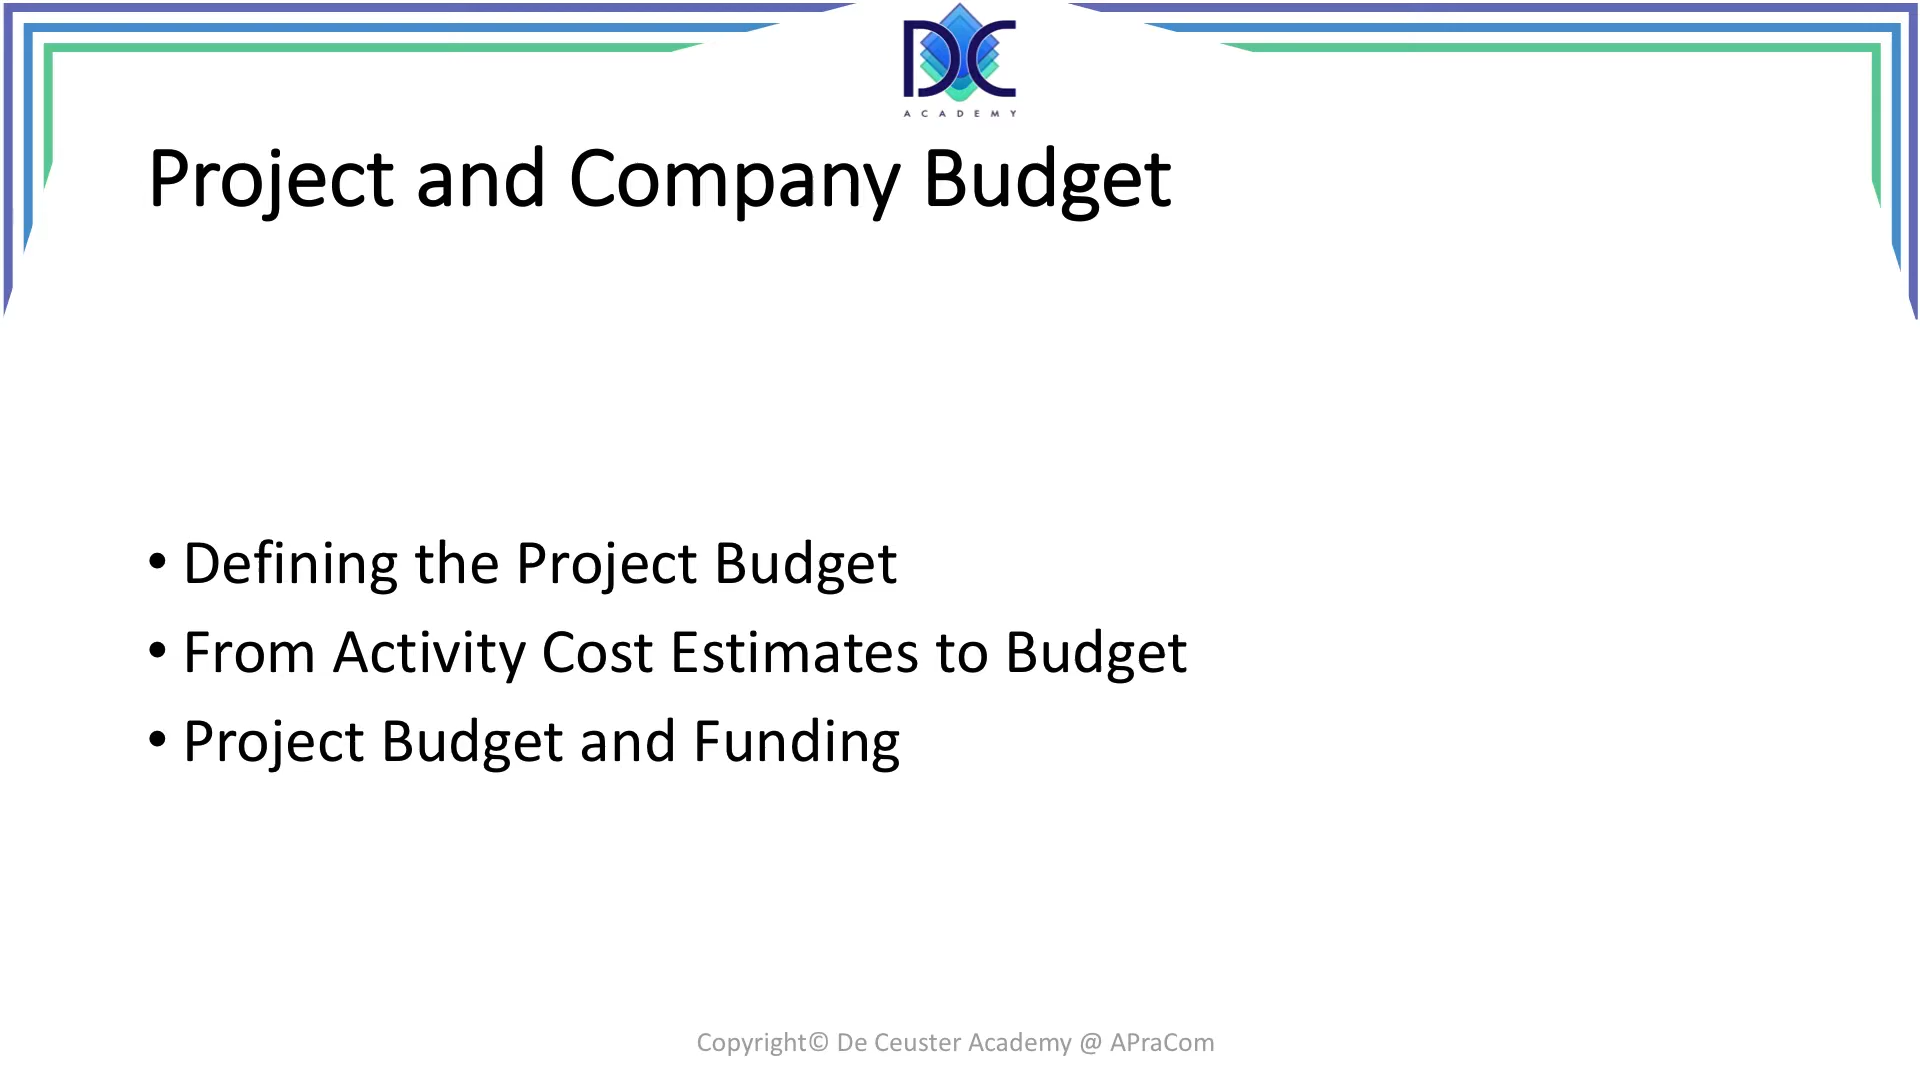 DC
ACADEMY
Project and Company Budget
• Defining the Project Budget
• From Activity Cost Estimates to Budget
• Project Budget and Funding
Copyright© De Ceuster Academy @ APraCom